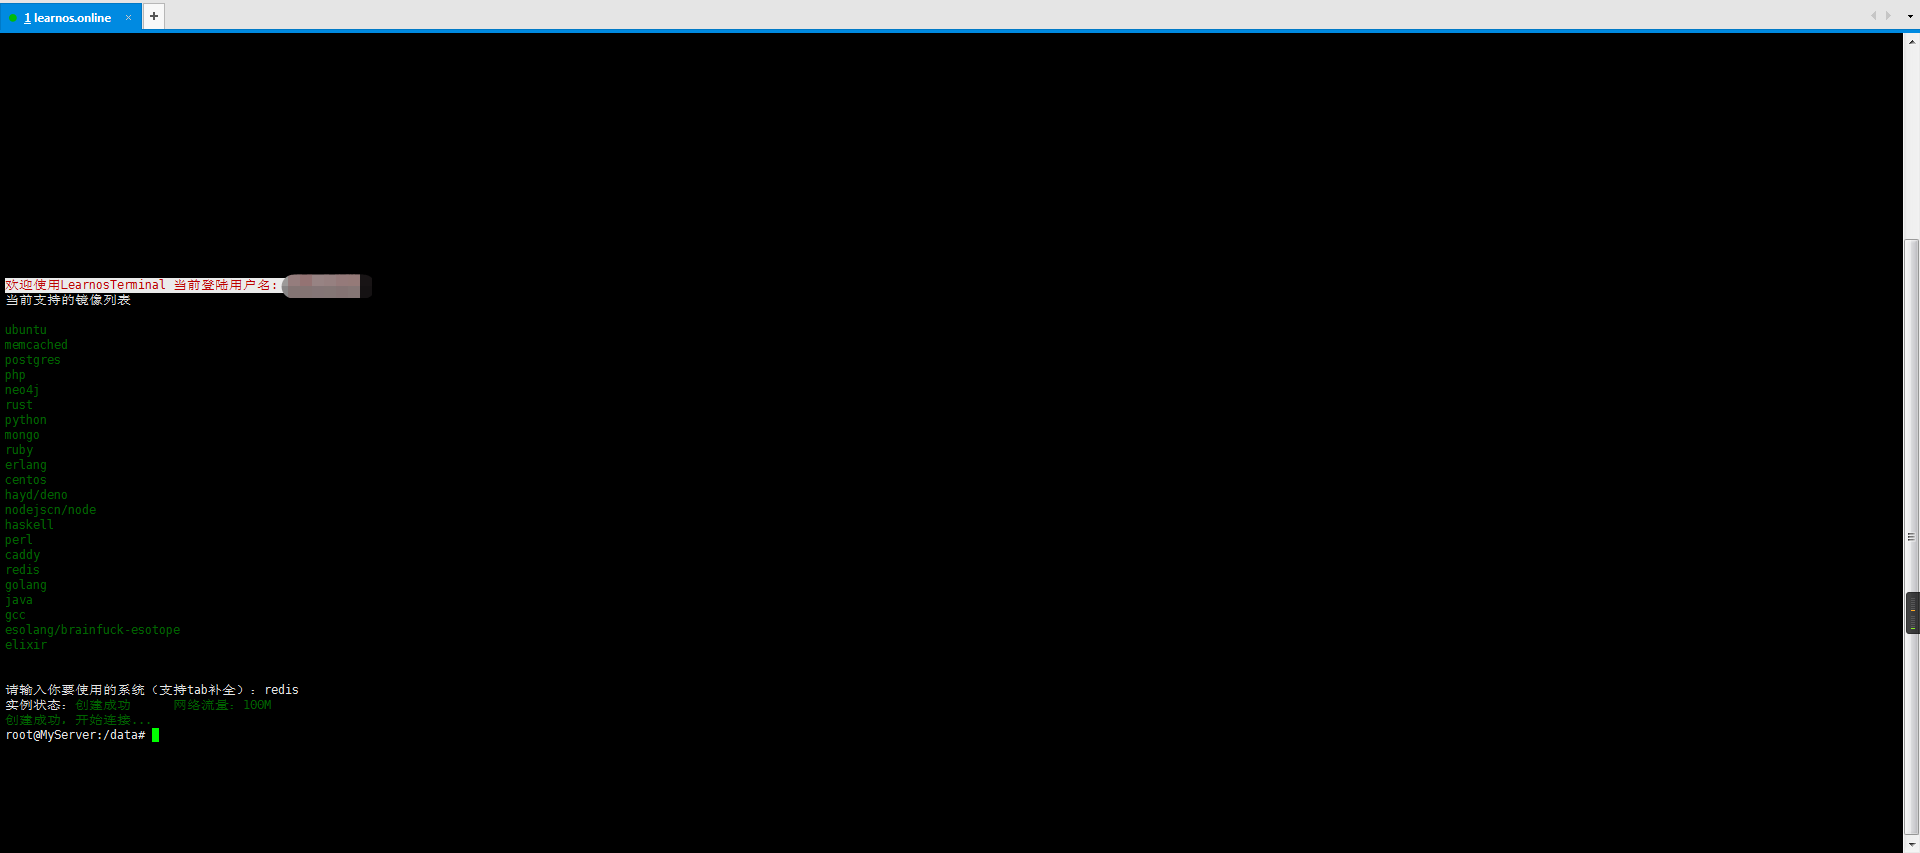 1 learnos.online × +
欢迎使用LearnosTerminal 当前登陆用户名:
当前支持的镜像列表
ubuntu
memcached
postgres
php
neo4j
rust
python
mongo
ruby
erlang
centos
hayd/deno
nodejscn/node
haskell
perl
caddy
redis
golang
java
gcc
esolang/brainfuck-esotope
elixir
请输入你要使用的系统（支持tab补全）：redis
实例状态: 创建成功 网络流量: 100M
创建成功, 开始连接...
root@MyServer:/data#